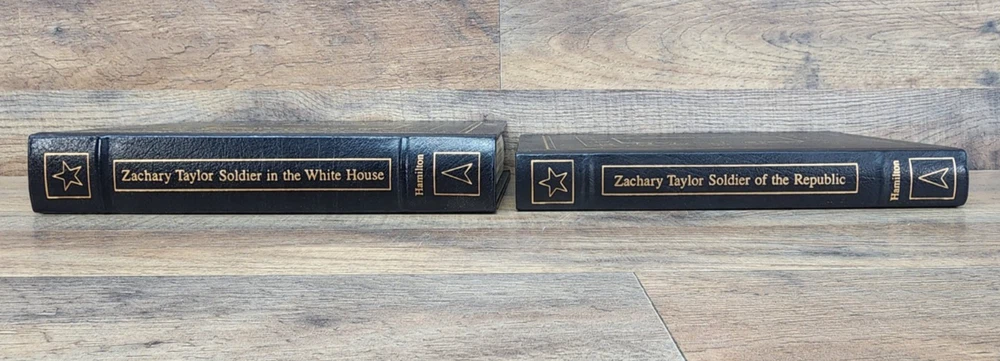 Zachary Taylor Soldier in the White House
Hamilton
Zachary Taylor Soldier of the Republic
Hamilton